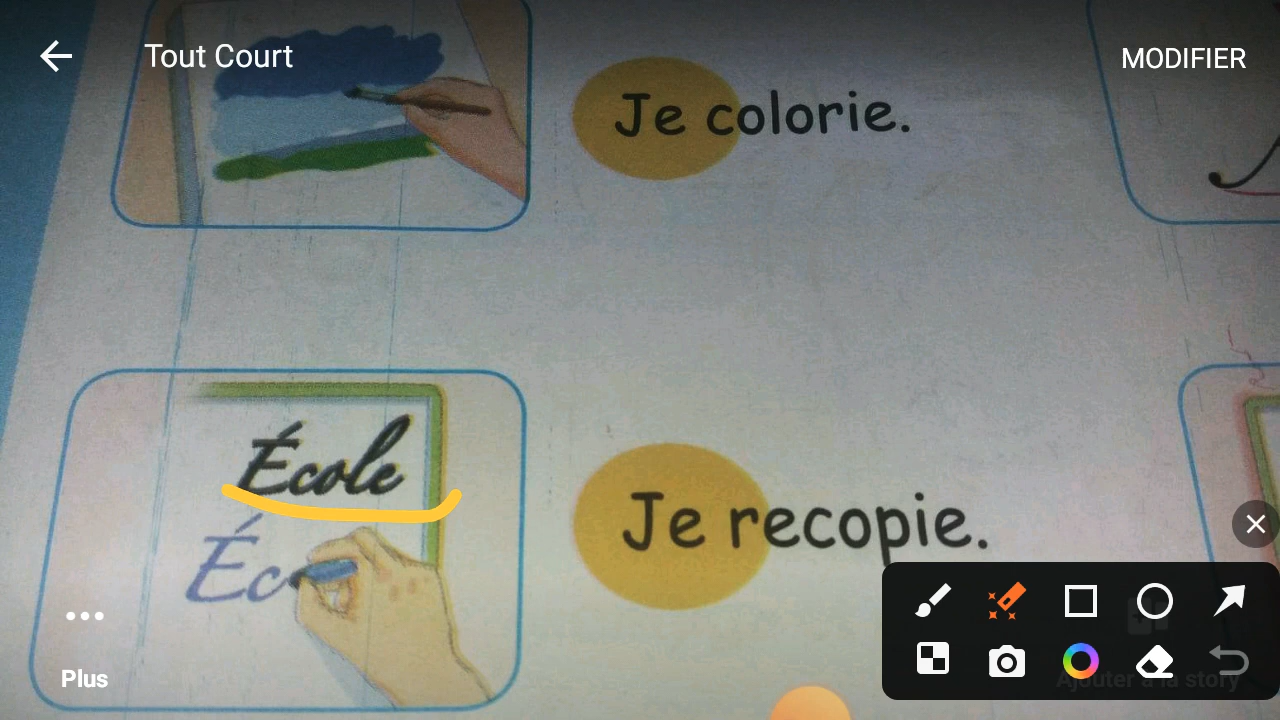 Tout Court
MODIFIER
Je colorie.
École
Éc
Je recopie.
Plus
Ajouter à la story